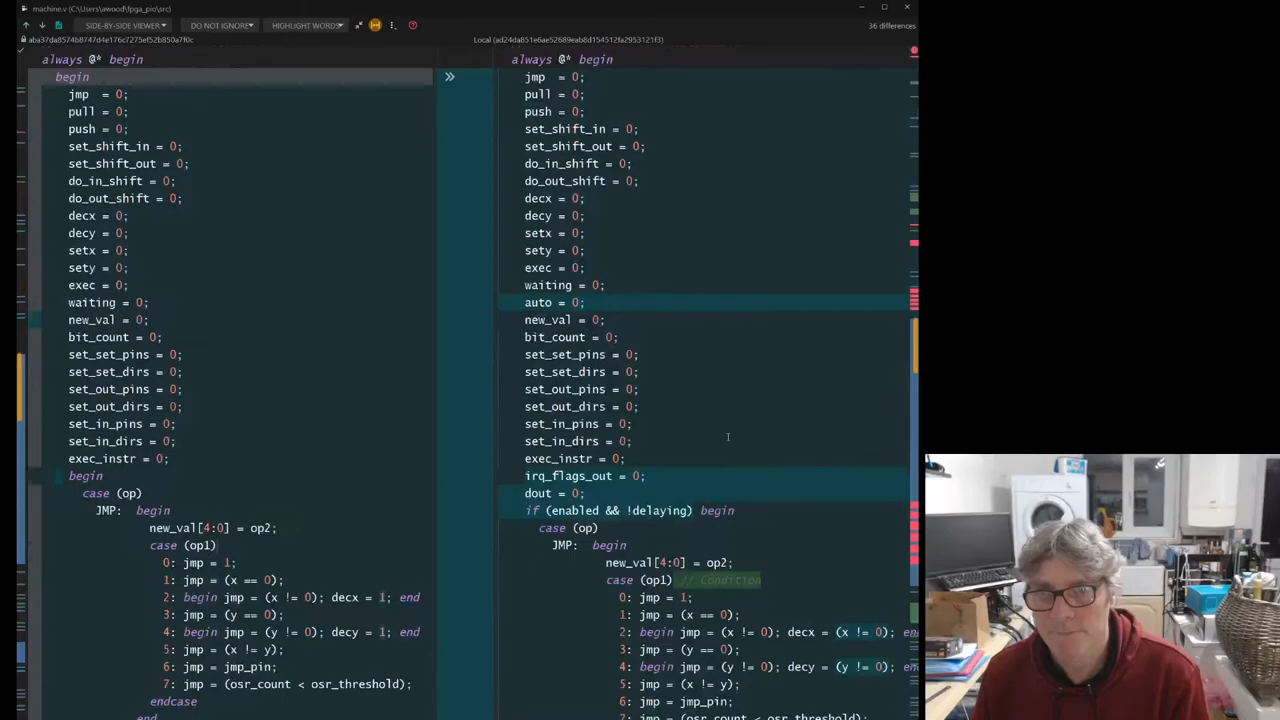 machine.v (C:\Users\awood\fpga_pio\src)
SIDE-BY-SIDE VIEWER DO NOT IGNORE HIGHLIGHT WORDS 36 differences
aba37da8574b8747d4e176c7275ef52b850a7f0c
always @* begin
begin
jmp = 0;
pull = 0;
push = 0;
set_shift_in = 0;
set_shift_out = 0;
do_in_shift = 0;
do_out_shift = 0;
decx = 0;
decy = 0;
setx = 0;
sety = 0;
exec = 0;
waiting = 0;
new_val = 0;
bit_count = 0;
set_set_pins = 0;
set_set_dirs = 0;
set_out_pins = 0;
set_out_dirs = 0;
set_in_pins = 0;
set_in_dirs = 0;
exec_instr = 0;
begin
case (op)
JMP: begin
new_val[4:0] = op2;
case (op1)
0: jmp = 1;
1: jmp = (x == 0);
2: begin jmp = (x != 0); decx = 1; end
3: jmp = (y == 0);
4: begin jmp = (y != 0); decy = 1; end
5: jmp = (x != y);
6: jmp = jmp_pin;
7: jmp = (osr_count < osr_threshold);
endcase
end
Local (ad24da851e6ae52689eab8d154512fa2953121f3)
always @* begin
jmp = 0;
pull = 0;
push = 0;
set_shift_in = 0;
set_shift_out = 0;
do_in_shift = 0;
do_out_shift = 0;
decx = 0;
decy = 0;
setx = 0;
sety = 0;
exec = 0;
waiting = 0;
auto = 0;
new_val = 0;
bit_count = 0;
set_set_pins = 0;
set_set_dirs = 0;
set_out_pins = 0;
set_out_dirs = 0;
set_in_pins = 0;
set_in_dirs = 0;
exec_instr = 0;
irq_flags_out = 0;
dout = 0;
if (enabled && !delaying) begin
case (op)
JMP: begin
new_val[4:0] = op2;
case (op1) // Condition
0: jmp = 1;
1: jmp = (x == 0);
2: begin jmp = (x != 0); decx = (x != 0); end
3: jmp = (y == 0);
4: begin jmp = (y != 0); decy = (y != 0); end
5: jmp = (x != y);
6: jmp = jmp_pin;
7: jmp = (osr_count < osr_threshold);